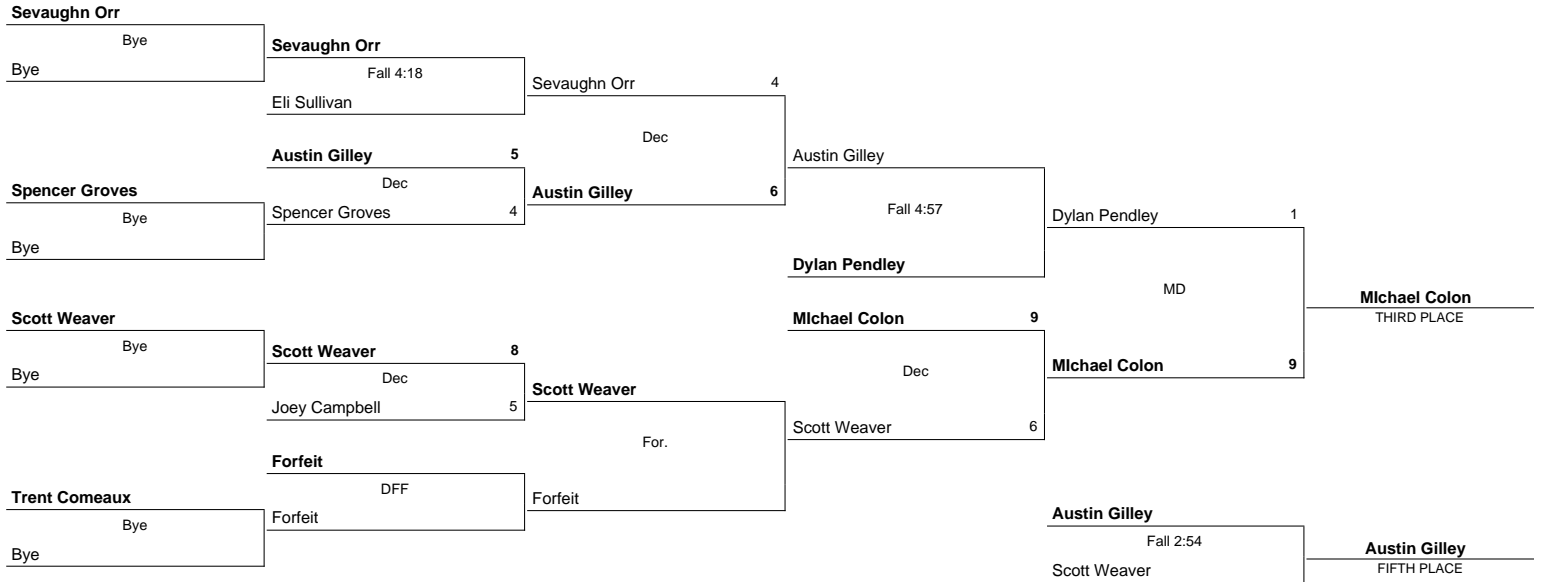 Sevaughn Orr
Bye
Bye
Sevaughn Orr
Fall 4:18
Eli Sullivan
Sevaughn Orr 4
Dec
Austin Gilley 5
Dec
Spencer Groves 4
Spencer Groves
Bye
Bye
Austin Gilley 6
Austin Gilley
Fall 4:57
Dylan Pendley
Dylan Pendley 1
MD
MIchael Colon
THIRD PLACE
Scott Weaver
Bye
Bye
Scott Weaver 8
Dec
Joey Campbell 5
Scott Weaver
For.
MIchael Colon 9
Dec
Scott Weaver 6
MIchael Colon 9
Forfeit
DFF
Forfeit
Forfeit
Trent Comeaux
Bye
Bye
Austin Gilley
Fall 2:54
Scott Weaver
Austin Gilley
FIFTH PLACE